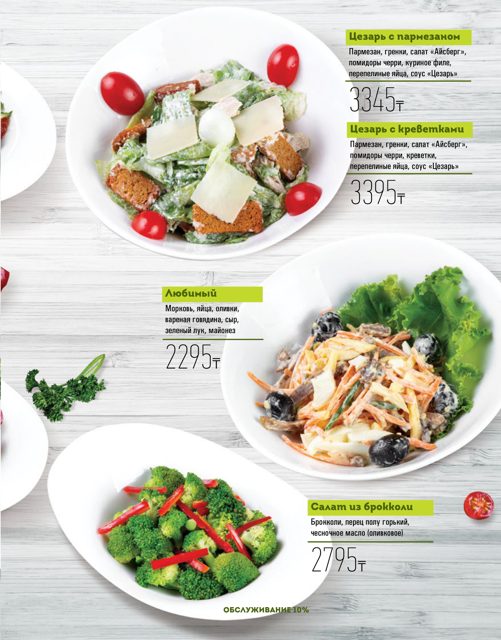 Цезарь с пармезаном
Пармезан, гренки, салат «Айсберг»,
помидоры черри, куриное филе,
перепелиные яйца, соус «Цезарь»
3345₸
Цезарь с креветками
Пармезан, гренки, салат «Айсберг»,
помидоры черри, креветки,
перепелиные яйца, соус «Цезарь»
3395₸
Любимый
Морковь, яйца, оливки,
вареная говядина, сыр,
зеленый лук, майонез
2295₸
Салат из брокколи
Брокколи, перец полу горький,
чесночное масло (оливковое)
2795₸
ОБСЛУЖИВАНИЕ 10%